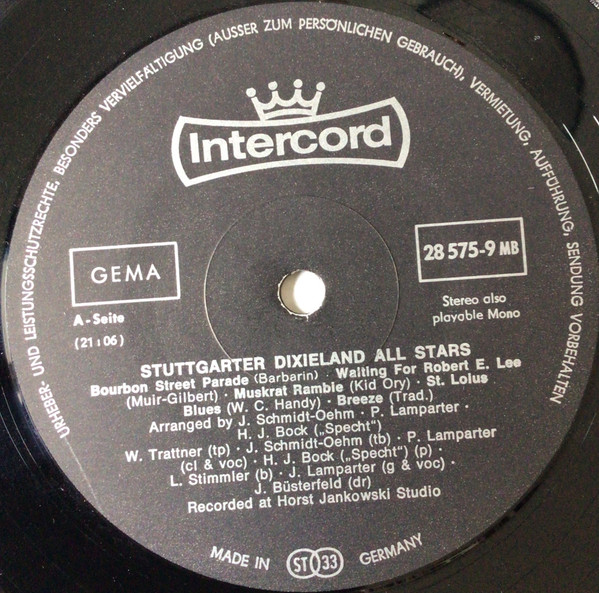 URHEBER- UND LEISTUNGSSCHUTZRECHTE, BESONDERS VERVIELFÄLTIGUNG (AUSSER ZUM PERSÖNLICHEN GEBRAUCH), VERMIETUNG, AUFFÜHRUNG, SENDUNG VORBEHALTEN
Intercord
GEMA
28 575-9 MB
A-Seite
(21:06)
Stereo also
playable Mono
STUTTGARTER DIXIELAND ALL STARS
Bourbon Street Parade (Barbarin) · Waiting For Robert E. Lee
(Muir-Gilbert) · Muskrat Ramble (Kid Ory) · St. Lolus
Blues (W. C. Handy) · Breeze (Trad.)
Arranged by J. Schmidt-Oehm · P. Lamparter ·
H. J. Bock („Specht")
W. Trattner (tp) · J. Schmidt-Oehm (tb) · P. Lamparter
(cl & voc) · H. J. Bock („Specht") (p) ·
L. Stimmler (b) · J. Lamparter (g & voc) ·
J. Büsterfeld (dr)
Recorded at Horst Jankowski Studio
MADE IN ST 33 GERMANY